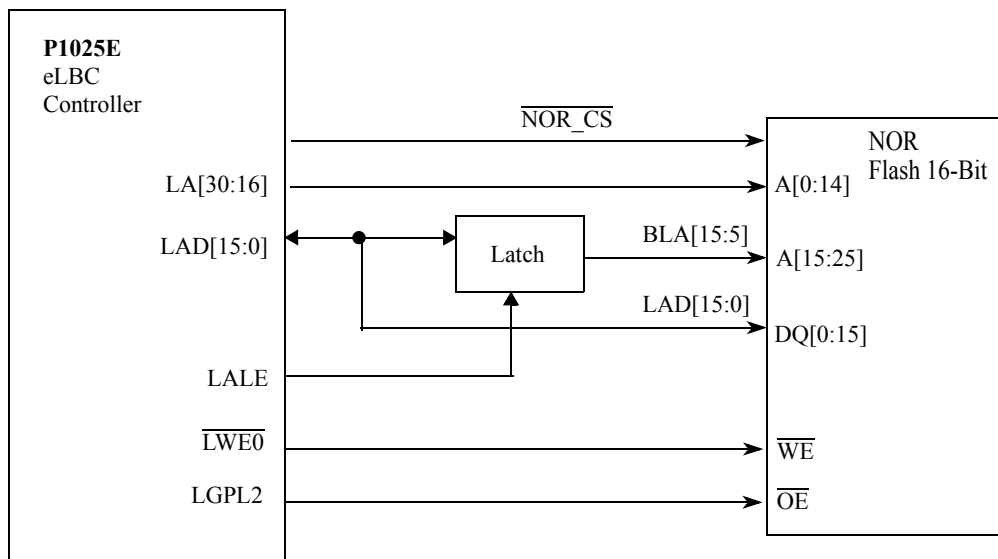 P1025E
eLBC
Controller
NOR_CS
NOR
Flash 16-Bit
LA[30:16]
A[0:14]
LAD[15:0]
Latch
BLA[15:5]
A[15:25]
LAD[15:0]
DQ[0:15]
LALE
LWE0
WE
LGPL2
OE